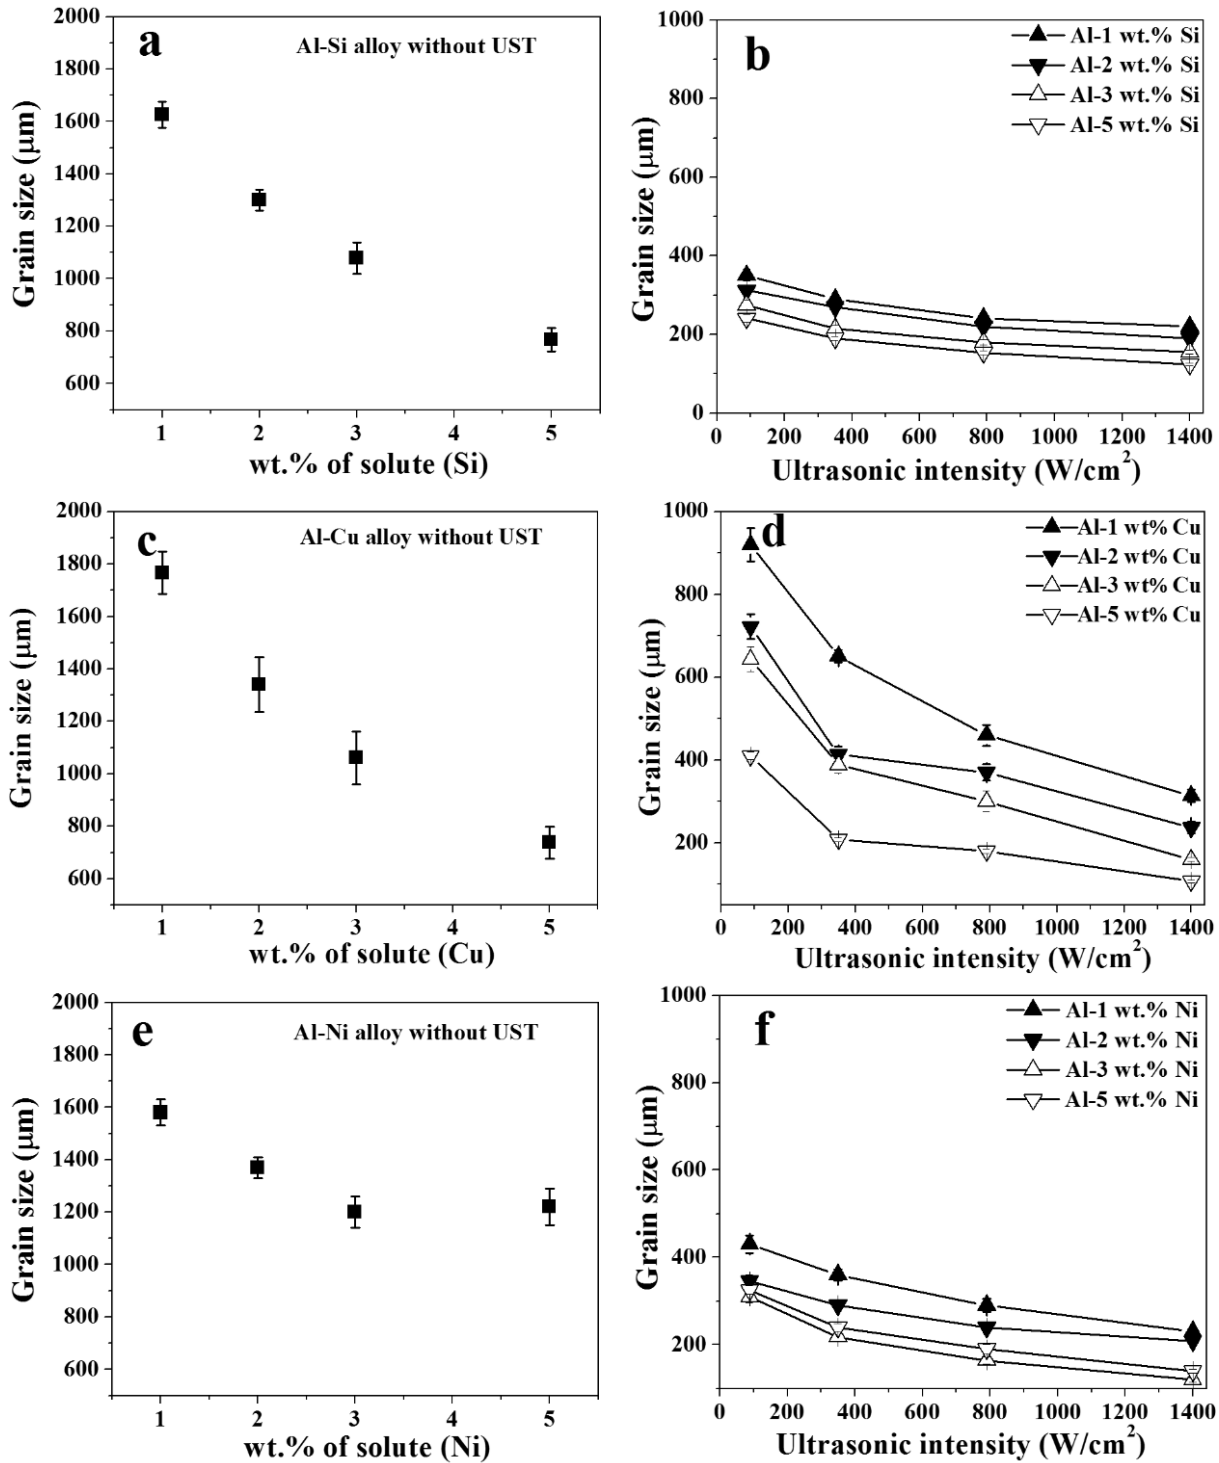 a
Al-Si alloy without UST
2000
1800
1600
1400
1200
1000
800
600
Grain size (μm)
1 2 3 4 5
wt.% of solute (Si)
b
Al-1 wt.% Si
Al-2 wt.% Si
Al-3 wt.% Si
Al-5 wt.% Si
1000
800
600
400
200
0
Grain size (μm)
0 200 400 600 800 1000 1200 1400
Ultrasonic intensity (W/cm²)
c
Al-Cu alloy without UST
2000
1800
1600
1400
1200
1000
800
600
Grain size (μm)
1 2 3 4 5
wt.% of solute (Cu)
d
Al-1 wt% Cu
Al-2 wt% Cu
Al-3 wt% Cu
Al-5 wt% Cu
1000
800
600
400
200
Grain size (μm)
0 200 400 600 800 1000 1200 1400
Ultrasonic intensity (W/cm²)
e
Al-Ni alloy without UST
2000
1800
1600
1400
1200
1000
800
600
Grain size (μm)
1 2 3 4 5
wt.% of solute (Ni)
f
Al-1 wt.% Ni
Al-2 wt.% Ni
Al-3 wt.% Ni
Al-5 wt.% Ni
1000
800
600
400
200
Grain size (μm)
0 200 400 600 800 1000 1200 1400
Ultrasonic intensity (W/cm²)